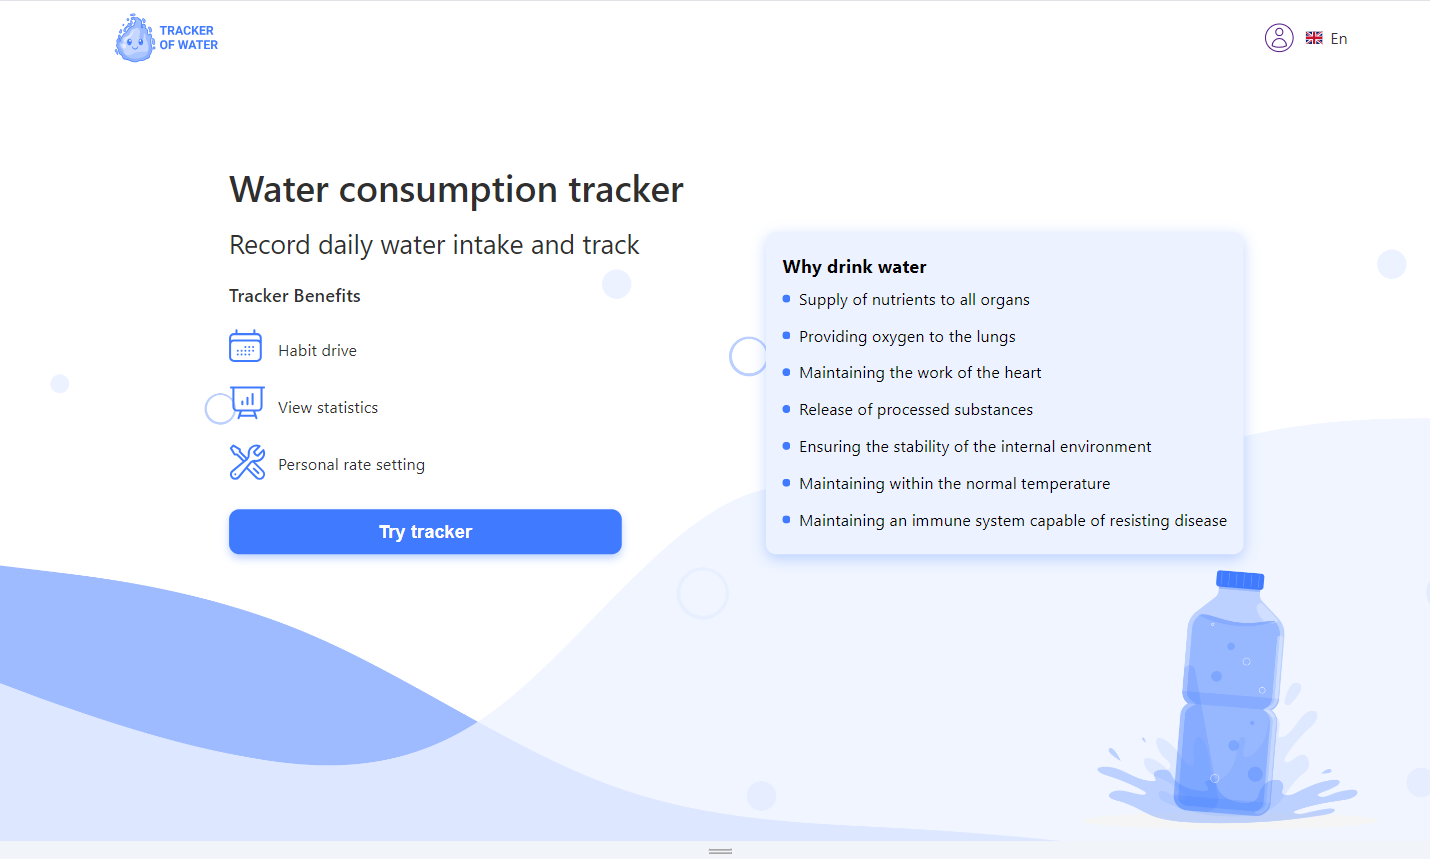 TRACKER
OF WATER
En
Water consumption tracker
Record daily water intake and track
Tracker Benefits
Habit drive
View statistics
Personal rate setting
Try tracker
Why drink water
Supply of nutrients to all organs
Providing oxygen to the lungs
Maintaining the work of the heart
Release of processed substances
Ensuring the stability of the internal environment
Maintaining within the normal temperature
Maintaining an immune system capable of resisting disease